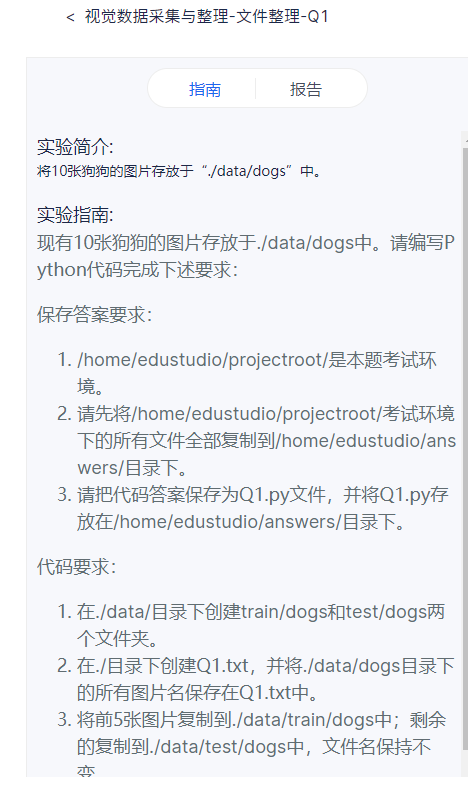 < 视觉数据采集与整理-文件整理-Q1
指南 报告
实验简介:
将10张狗狗的图片存放于“./data/dogs”中。
实验指南:
现有10张狗狗的图片存放于./data/dogs中。请编写P
ython代码完成下述要求：
保存答案要求：
1. /home/edustudio/projectroot/是本题考试环
境。
2. 请先将/home/edustudio/projectroot/考试环境
下的所有文件全部复制到/home/edustudio/ans
wers/目录下。
3. 请把代码答案保存为Q1.py文件，并将Q1.py存
放在/home/edustudio/answers/目录下。
代码要求：
1. 在./data/目录下创建train/dogs和test/dogs两
个文件夹。
2. 在./目录下创建Q1.txt，并将./data/dogs目录下
的所有图片名保存在Q1.txt中。
3. 将前5张图片复制到./data/train/dogs中；剩余
的复制到./data/test/dogs中，文件名保持不
变